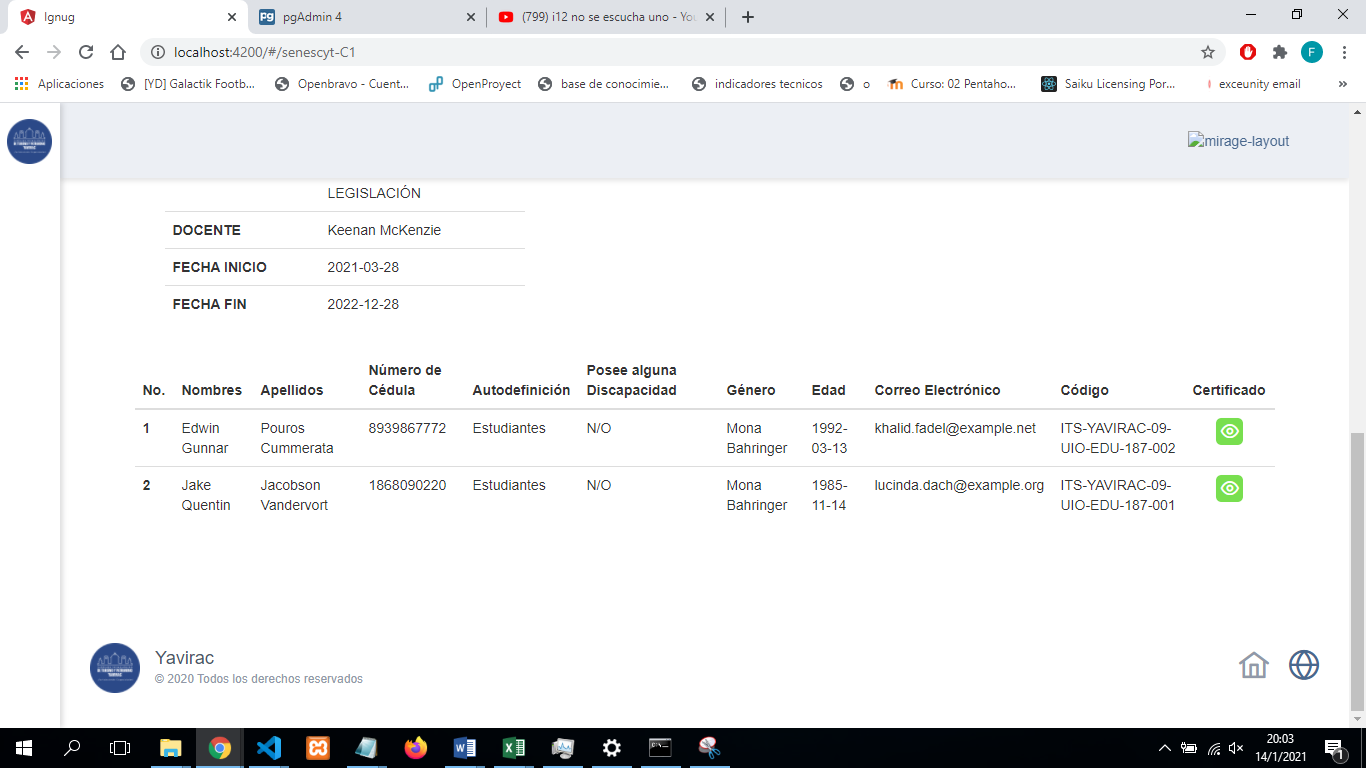 Ignug
pgAdmin 4
(799) i12 no se escucha uno - You
localhost:4200/#/senescyt-C1
F
Aplicaciones
[YD] Galactik Footb...
Openbravo - Cuent...
OpenProyect
base de conocimie...
indicadores tecnicos
o
Curso: 02 Pentaho...
Saiku Licensing Por...
exceunity email
»
mirage-layout
LEGISLACIÓN
DOCENTE Keenan McKenzie
FECHA INICIO 2021-03-28
FECHA FIN 2022-12-28
No. Nombres Apellidos Número de Cédula Autodefinición Posee alguna Discapacidad Género Edad Correo Electrónico Código Certificado
1 Edwin Gunnar Pouros Cummerata 8939867772 Estudiantes N/O Mona Bahringer 1992-03-13 khalid.fadel@example.net ITS-YAVIRAC-09-UIO-EDU-187-002
2 Jake Quentin Jacobson Vandervort 1868090220 Estudiantes N/O Mona Bahringer 1985-11-14 lucinda.dach@example.org ITS-YAVIRAC-09-UIO-EDU-187-001
Yavirac
© 2020 Todos los derechos reservados
20:03
14/1/2021
1